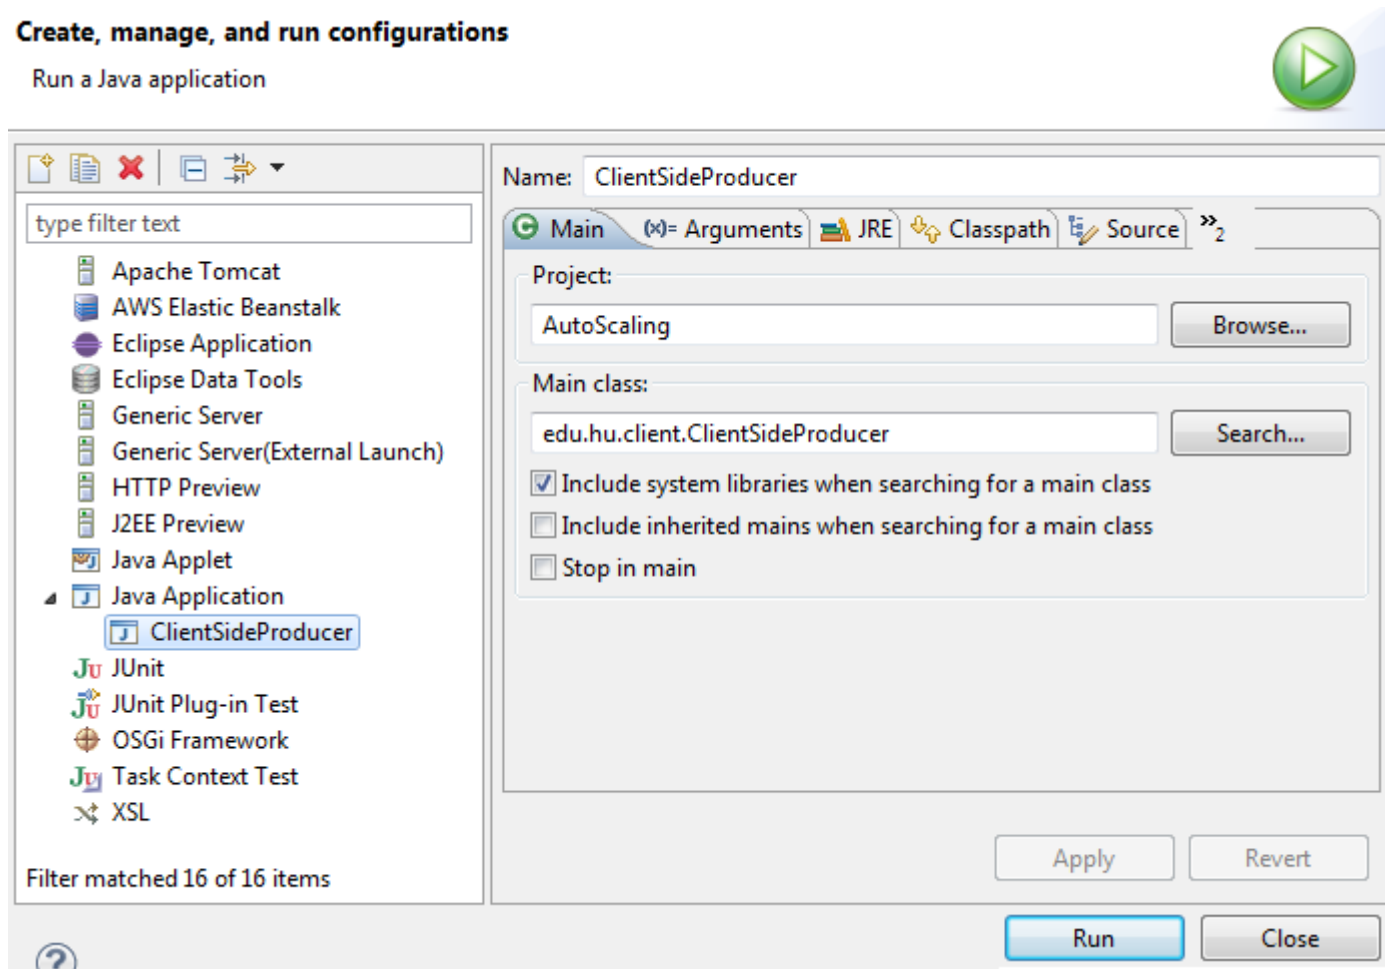 Create, manage, and run configurations
Run a Java application
type filter text
Apache Tomcat
AWS Elastic Beanstalk
Eclipse Application
Eclipse Data Tools
Generic Server
Generic Server(External Launch)
HTTP Preview
J2EE Preview
Java Applet
Java Application
ClientSideProducer
JUnit
JUnit Plug-in Test
OSGi Framework
Task Context Test
XSL
Filter matched 16 of 16 items
Name: ClientSideProducer
Main (x)= Arguments JRE Classpath Source »2
Project:
AutoScaling Browse...
Main class:
edu.hu.client.ClientSideProducer Search...
Include system libraries when searching for a main class
Include inherited mains when searching for a main class
Stop in main
Apply Revert
Run Close